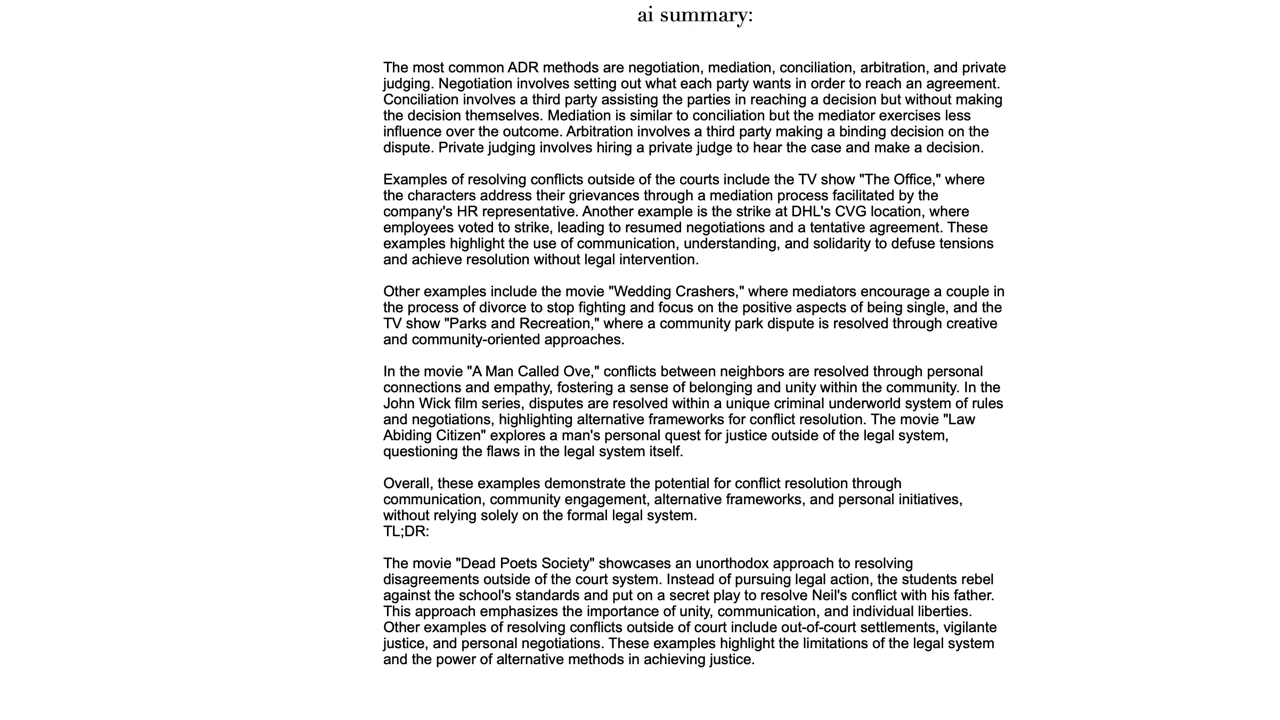 ai summary:
The most common ADR methods are negotiation, mediation, conciliation, arbitration, and private
judging. Negotiation involves setting out what each party wants in order to reach an agreement.
Conciliation involves a third party assisting the parties in reaching a decision but without making
the decision themselves. Mediation is similar to conciliation but the mediator exercises less
influence over the outcome. Arbitration involves a third party making a binding decision on the
dispute. Private judging involves hiring a private judge to hear the case and make a decision.
Examples of resolving conflicts outside of the courts include the TV show "The Office," where
the characters address their grievances through a mediation process facilitated by the
company's HR representative. Another example is the strike at DHL's CVG location, where
employees voted to strike, leading to resumed negotiations and a tentative agreement. These
examples highlight the use of communication, understanding, and solidarity to defuse tensions
and achieve resolution without legal intervention.
Other examples include the movie "Wedding Crashers," where mediators encourage a couple in
the process of divorce to stop fighting and focus on the positive aspects of being single, and the
TV show "Parks and Recreation," where a community park dispute is resolved through creative
and community-oriented approaches.
In the movie "A Man Called Ove," conflicts between neighbors are resolved through personal
connections and empathy, fostering a sense of belonging and unity within the community. In the
John Wick film series, disputes are resolved within a unique criminal underworld system of rules
and negotiations, highlighting alternative frameworks for conflict resolution. The movie "Law
Abiding Citizen" explores a man's personal quest for justice outside of the legal system,
questioning the flaws in the legal system itself.
Overall, these examples demonstrate the potential for conflict resolution through
communication, community engagement, alternative frameworks, and personal initiatives,
without relying solely on the formal legal system.
TL;DR:
The movie "Dead Poets Society" showcases an unorthodox approach to resolving
disagreements outside of the court system. Instead of pursuing legal action, the students rebel
against the school's standards and put on a secret play to resolve Neil's conflict with his father.
This approach emphasizes the importance of unity, communication, and individual liberties.
Other examples of resolving conflicts outside of court include out-of-court settlements, vigilante
justice, and personal negotiations. These examples highlight the limitations of the legal system
and the power of alternative methods in achieving justice.